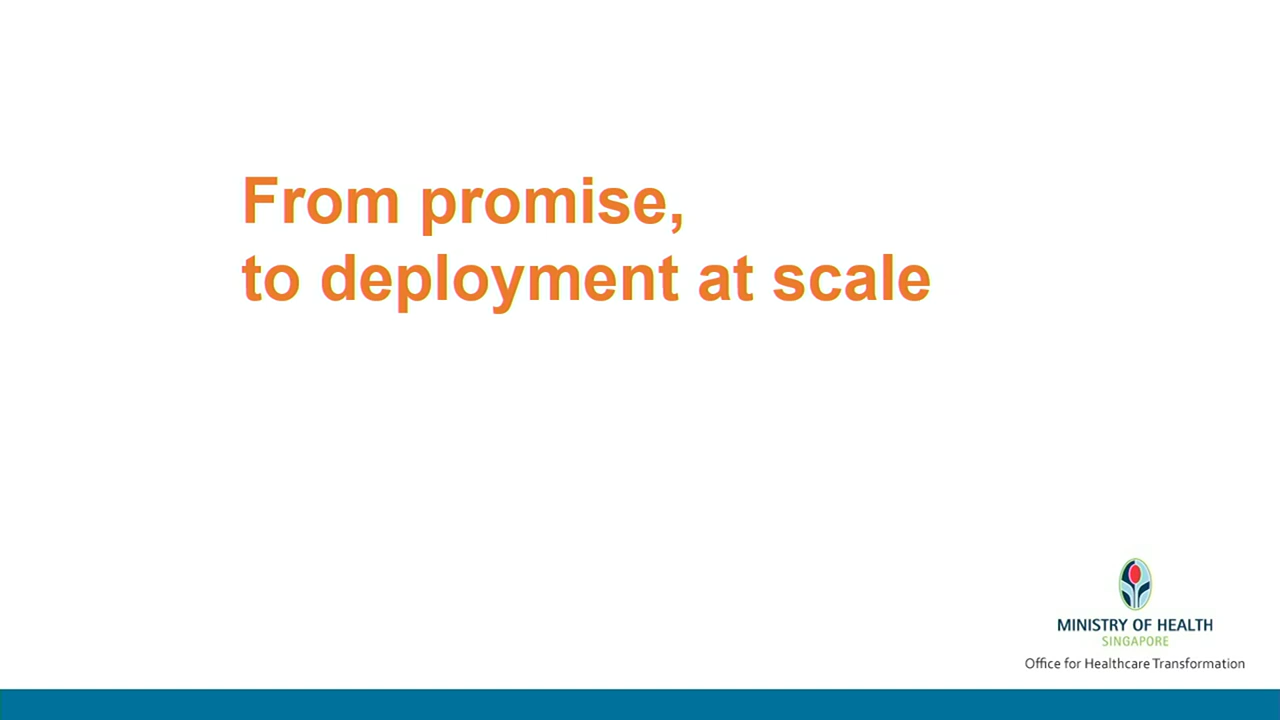 From promise,
to deployment at scale
MINISTRY OF HEALTH
SINGAPORE
Office for Healthcare Transformation